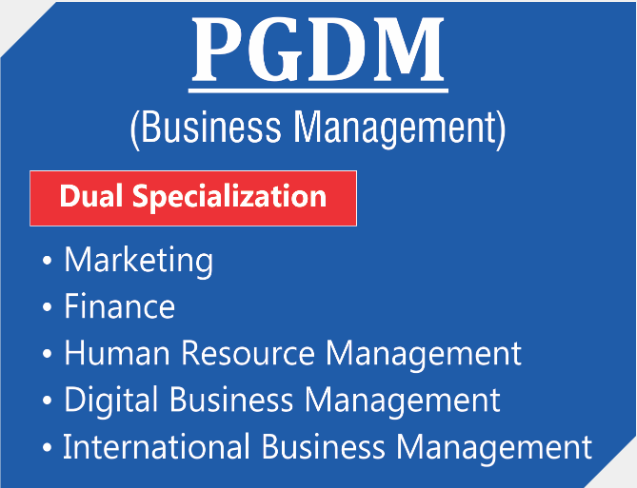 PGDM
(Business Management)
Dual Specialization
• Marketing
• Finance
• Human Resource Management
• Digital Business Management
• International Business Management